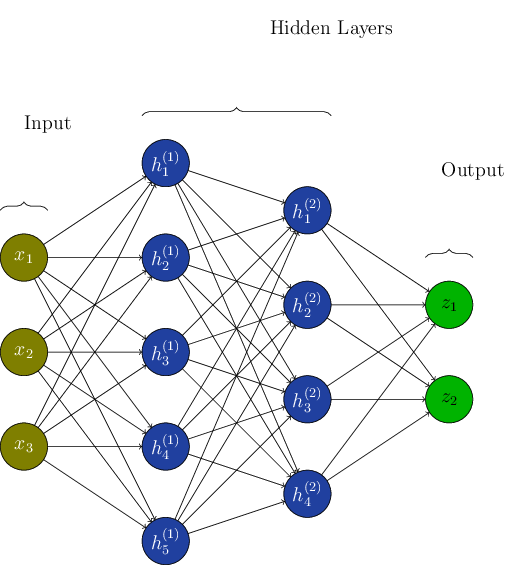 Hidden Layers
Input
Output
h_1^{(1)}
h_1^{(2)}
x_1
h_2^{(1)}
h_2^{(2)}
z_1
x_2
h_3^{(1)}
h_3^{(2)}
z_2
x_3
h_4^{(1)}
h_4^{(2)}
h_5^{(1)}